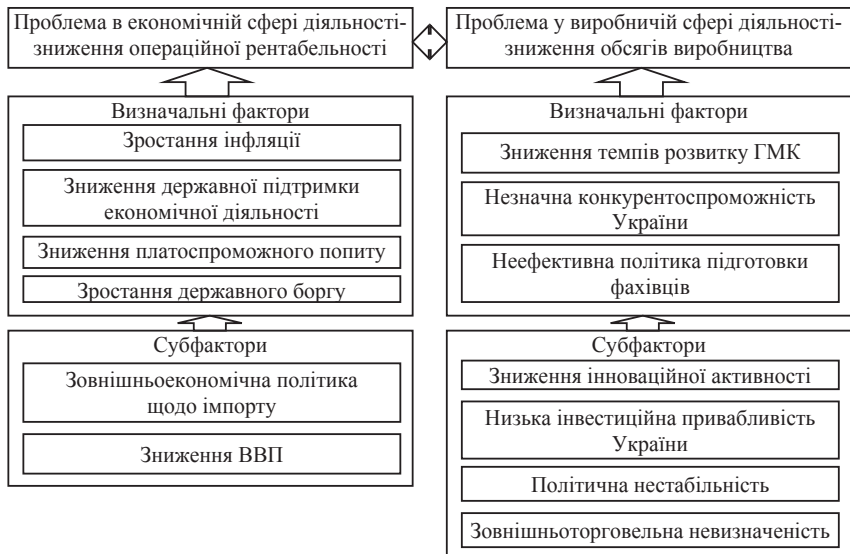 Проблема в економічній сфері діяльності-
зниження операційної рентабельності
Визначальні фактори
Зростання інфляції
Зниження державної підтримки
економічної діяльності
Зниження платоспроможного попиту
Зростання державного боргу
Субфактори
Зовнішньоекономічна політика
щодо імпорту
Зниження ВВП
Проблема у виробничій сфері діяльності-
зниження обсягів виробництва
Визначальні фактори
Зниження темпів розвитку ГМК
Незначна конкурентоспроможність
України
Неефективна політика підготовки
фахівців
Субфактори
Зниження інноваційної активності
Низька інвестиційна привабливість
України
Політична нестабільність
Зовнішньоторговельна невизначеність